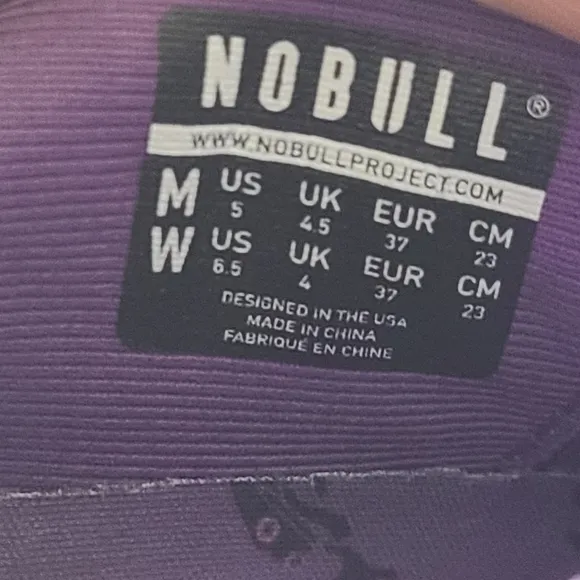 NOBULL®
WWW.NOBULLPROJECT.COM
M US UK EUR CM
5 4.5 37 23
W US UK EUR CM
6.5 4 37 23
DESIGNED IN THE USA
MADE IN CHINA
FABRIQUÉ EN CHINE